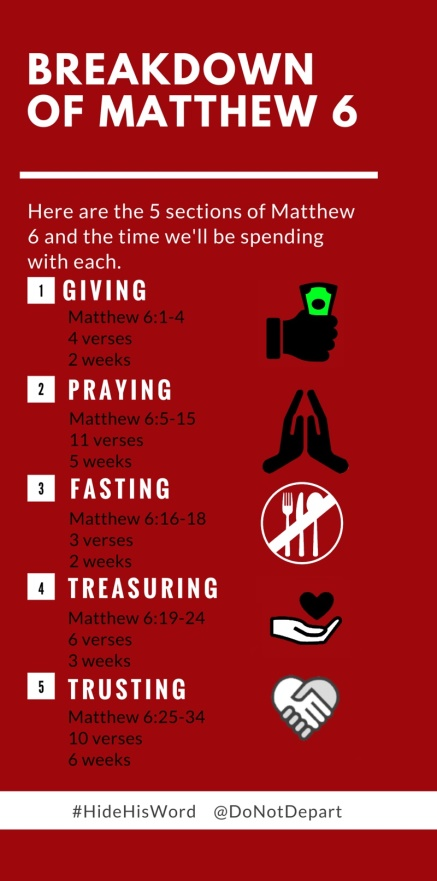 BREAKDOWN
OF MATTHEW 6
Here are the 5 sections of Matthew
6 and the time we'll be spending
with each.
1 GIVING
Matthew 6:1-4
4 verses
2 weeks
2 PRAYING
Matthew 6:5-15
11 verses
5 weeks
3 FASTING
Matthew 6:16-18
3 verses
2 weeks
4 TREASURING
Matthew 6:19-24
6 verses
3 weeks
5 TRUSTING
Matthew 6:25-34
10 verses
6 weeks
#HideHisWord @DoNotDepart